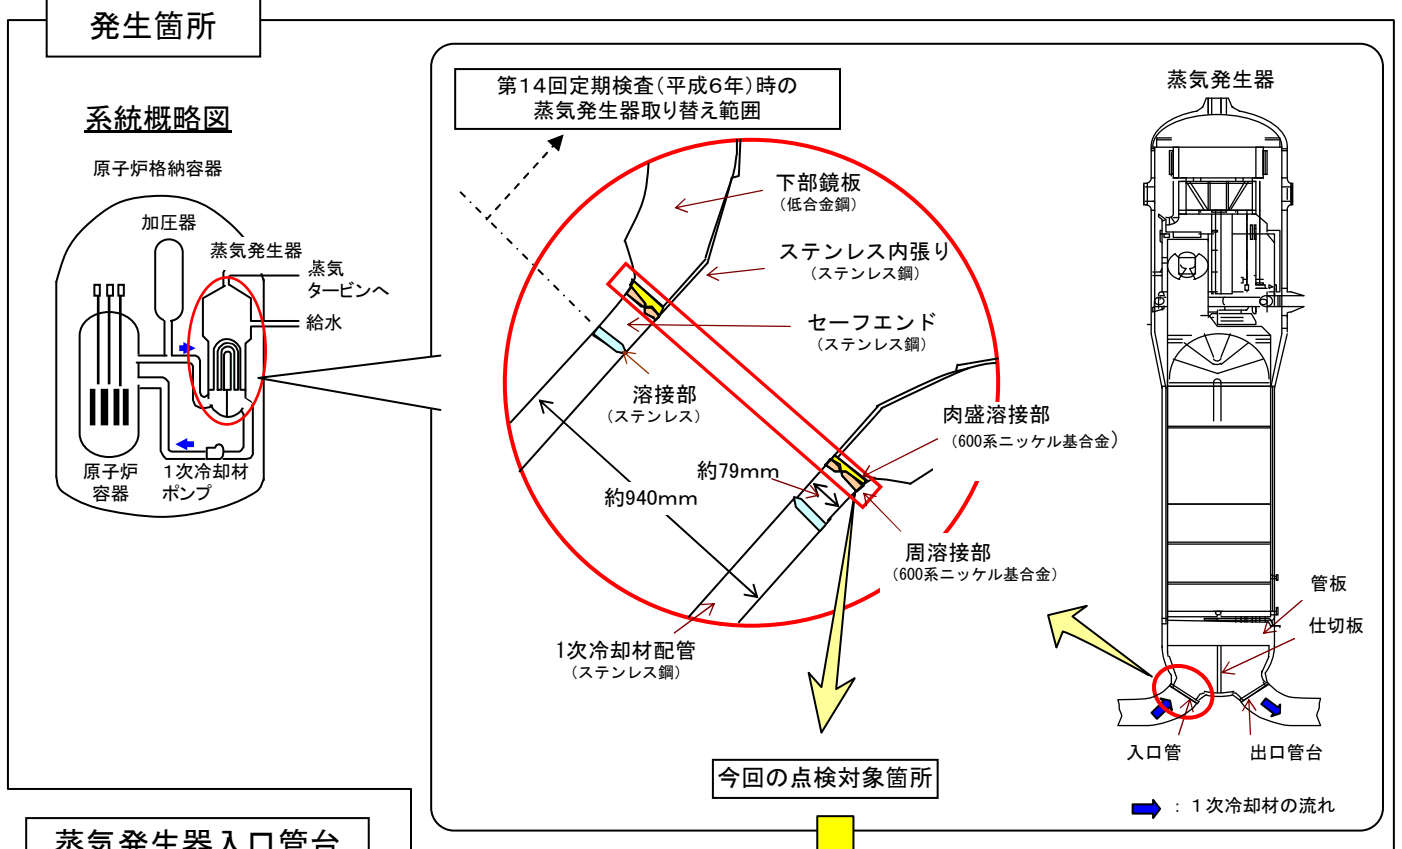 発生箇所
系統概略図
原子炉格納容器
加圧器
蒸気発生器
蒸気
タービンへ
給水
原子炉
容器
1次冷却材
ポンプ
第14回定期検査(平成6年)時の
蒸気発生器取り替え範囲
下部鏡板
(低合金鋼)
ステンレス内張り
(ステンレス鋼)
セーフエンド
(ステンレス鋼)
溶接部
(ステンレス)
肉盛溶接部
(600系ニッケル基合金)
約79mm
約940mm
周溶接部
(600系ニッケル基合金)
1次冷却材配管
(ステンレス鋼)
今回の点検対象箇所
蒸気発生器
管板
仕切板
入口管
出口管台
：1次冷却材の流れ
蒸気発生器入口管台